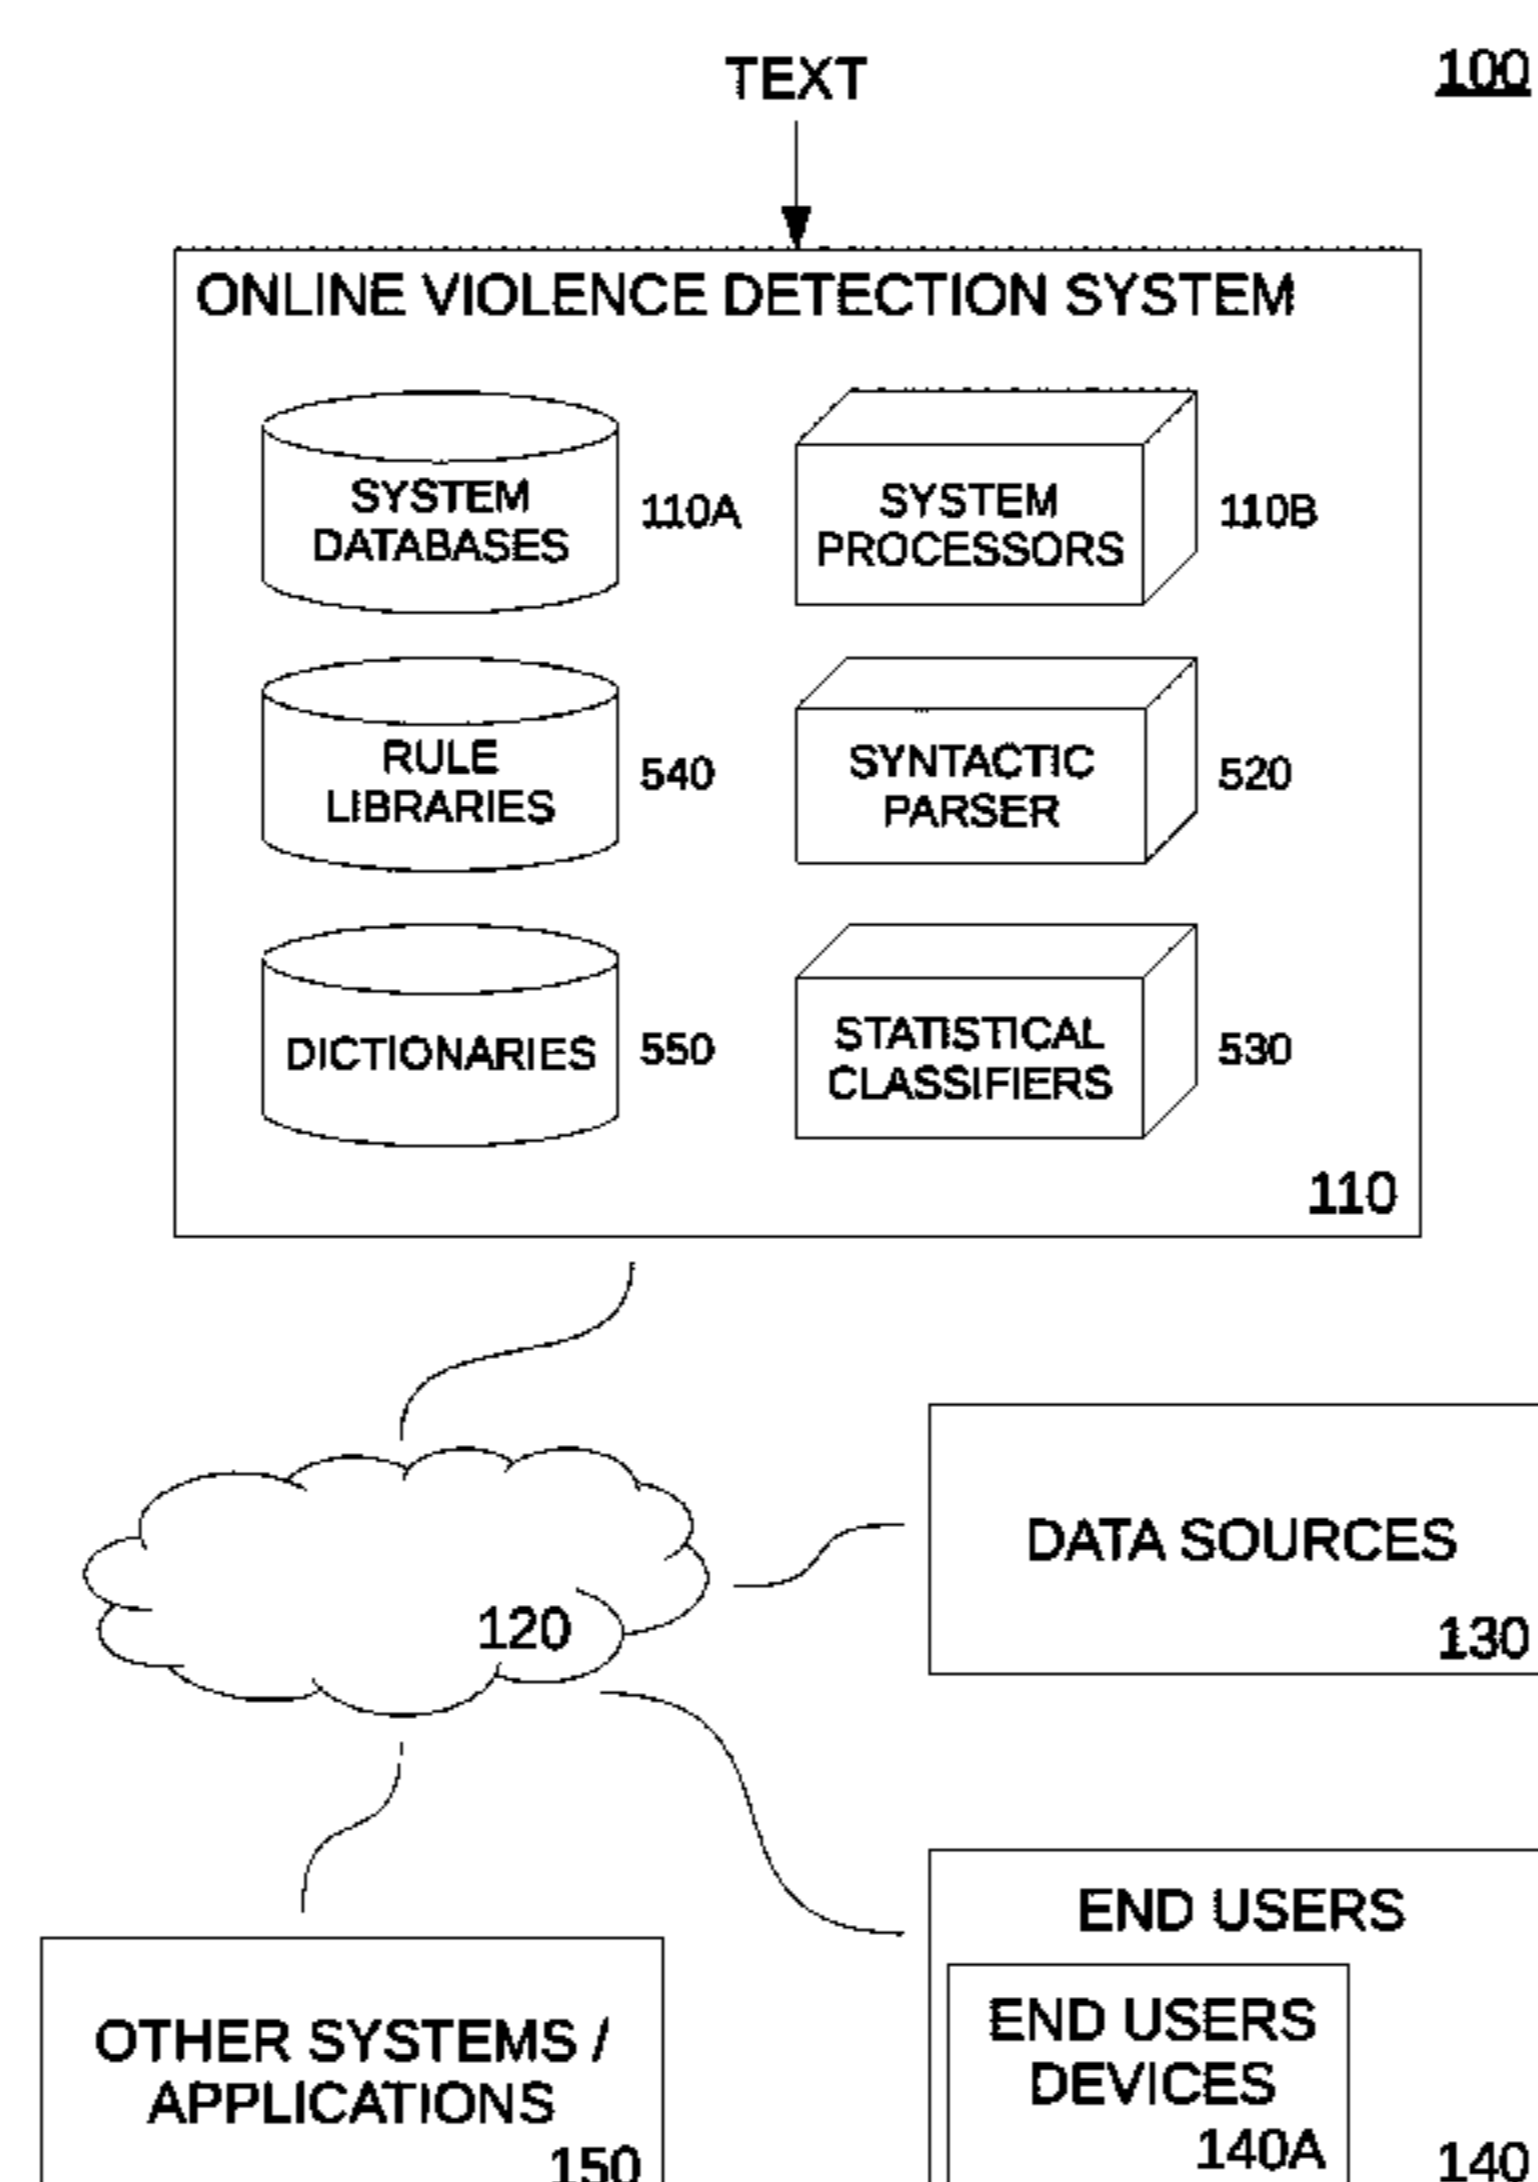 TEXT
100
ONLINE VIOLENCE DETECTION SYSTEM
SYSTEM
DATABASES
110A
SYSTEM
PROCESSORS
110B
RULE
LIBRARIES
540
SYNTACTIC
PARSER
520
DICTIONARIES
550
STATISTICAL
CLASSIFIERS
530
110
120
DATA SOURCES
130
END USERS
END USERS
DEVICES
140A
140
OTHER SYSTEMS /
APPLICATIONS
150